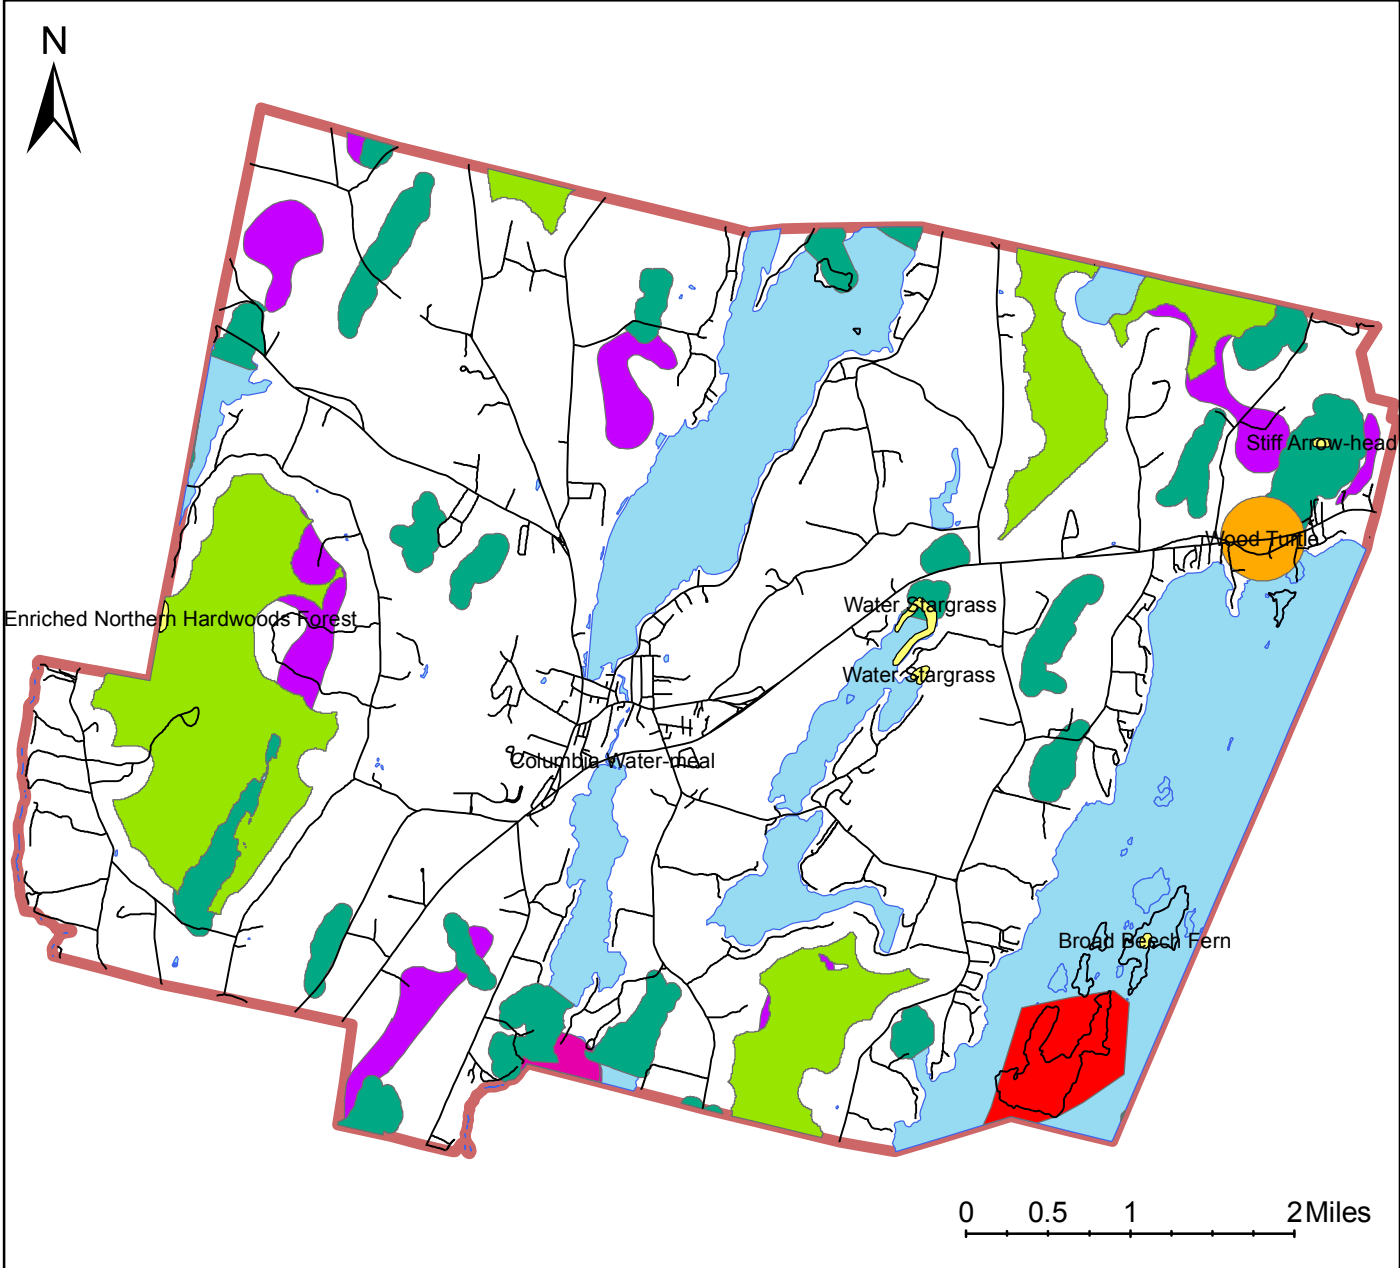 N
Stiff Arrow-head
Wood Turtle
Water Stargrass
Enriched Northern Hardwoods Forest
Water Stargrass
Columbia Water-meal
Broad Beech Fern
0 0.5 1 2 Miles